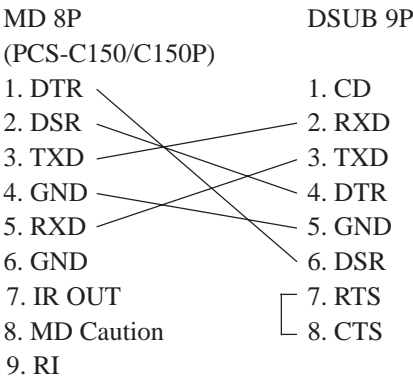 MD 8P DSUB 9P
(PCS-C150/C150P)
1. DTR 1. CD
2. DSR 2. RXD
3. TXD 3. TXD
4. GND 4. DTR
5. RXD 5. GND
6. GND 6. DSR
7. IR OUT 7. RTS
8. MD Caution 8. CTS
9. RI